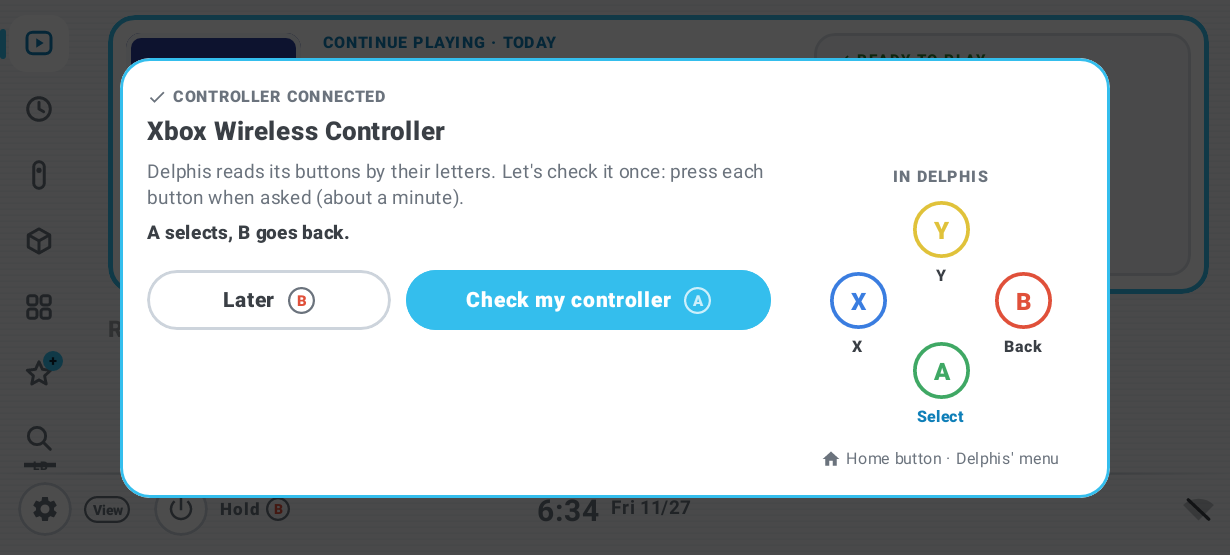 CONTINUE PLAYING · TODAY
READY TO PLAY
CONTROLLER CONNECTED
Xbox Wireless Controller
Delphis reads its buttons by their letters. Let's check it once: press each
button when asked (about a minute).
A selects, B goes back.
Later B
Check my controller A
IN DELPHIS
Y
Y
X
X
B
Back
A
Select
Home button · Delphis' menu
View
Hold B
6:34 Fri 11/27